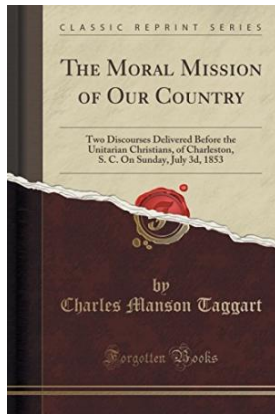 CLASSIC REPRINT SERIES
THE MORAL MISSION
OF OUR COUNTRY
Two Discourses Delivered Before the
Unitarian Christians, of Charleston,
S. C. On Sunday, July 3d, 1853
by
Charles Manson Taggart
Forgotten Books